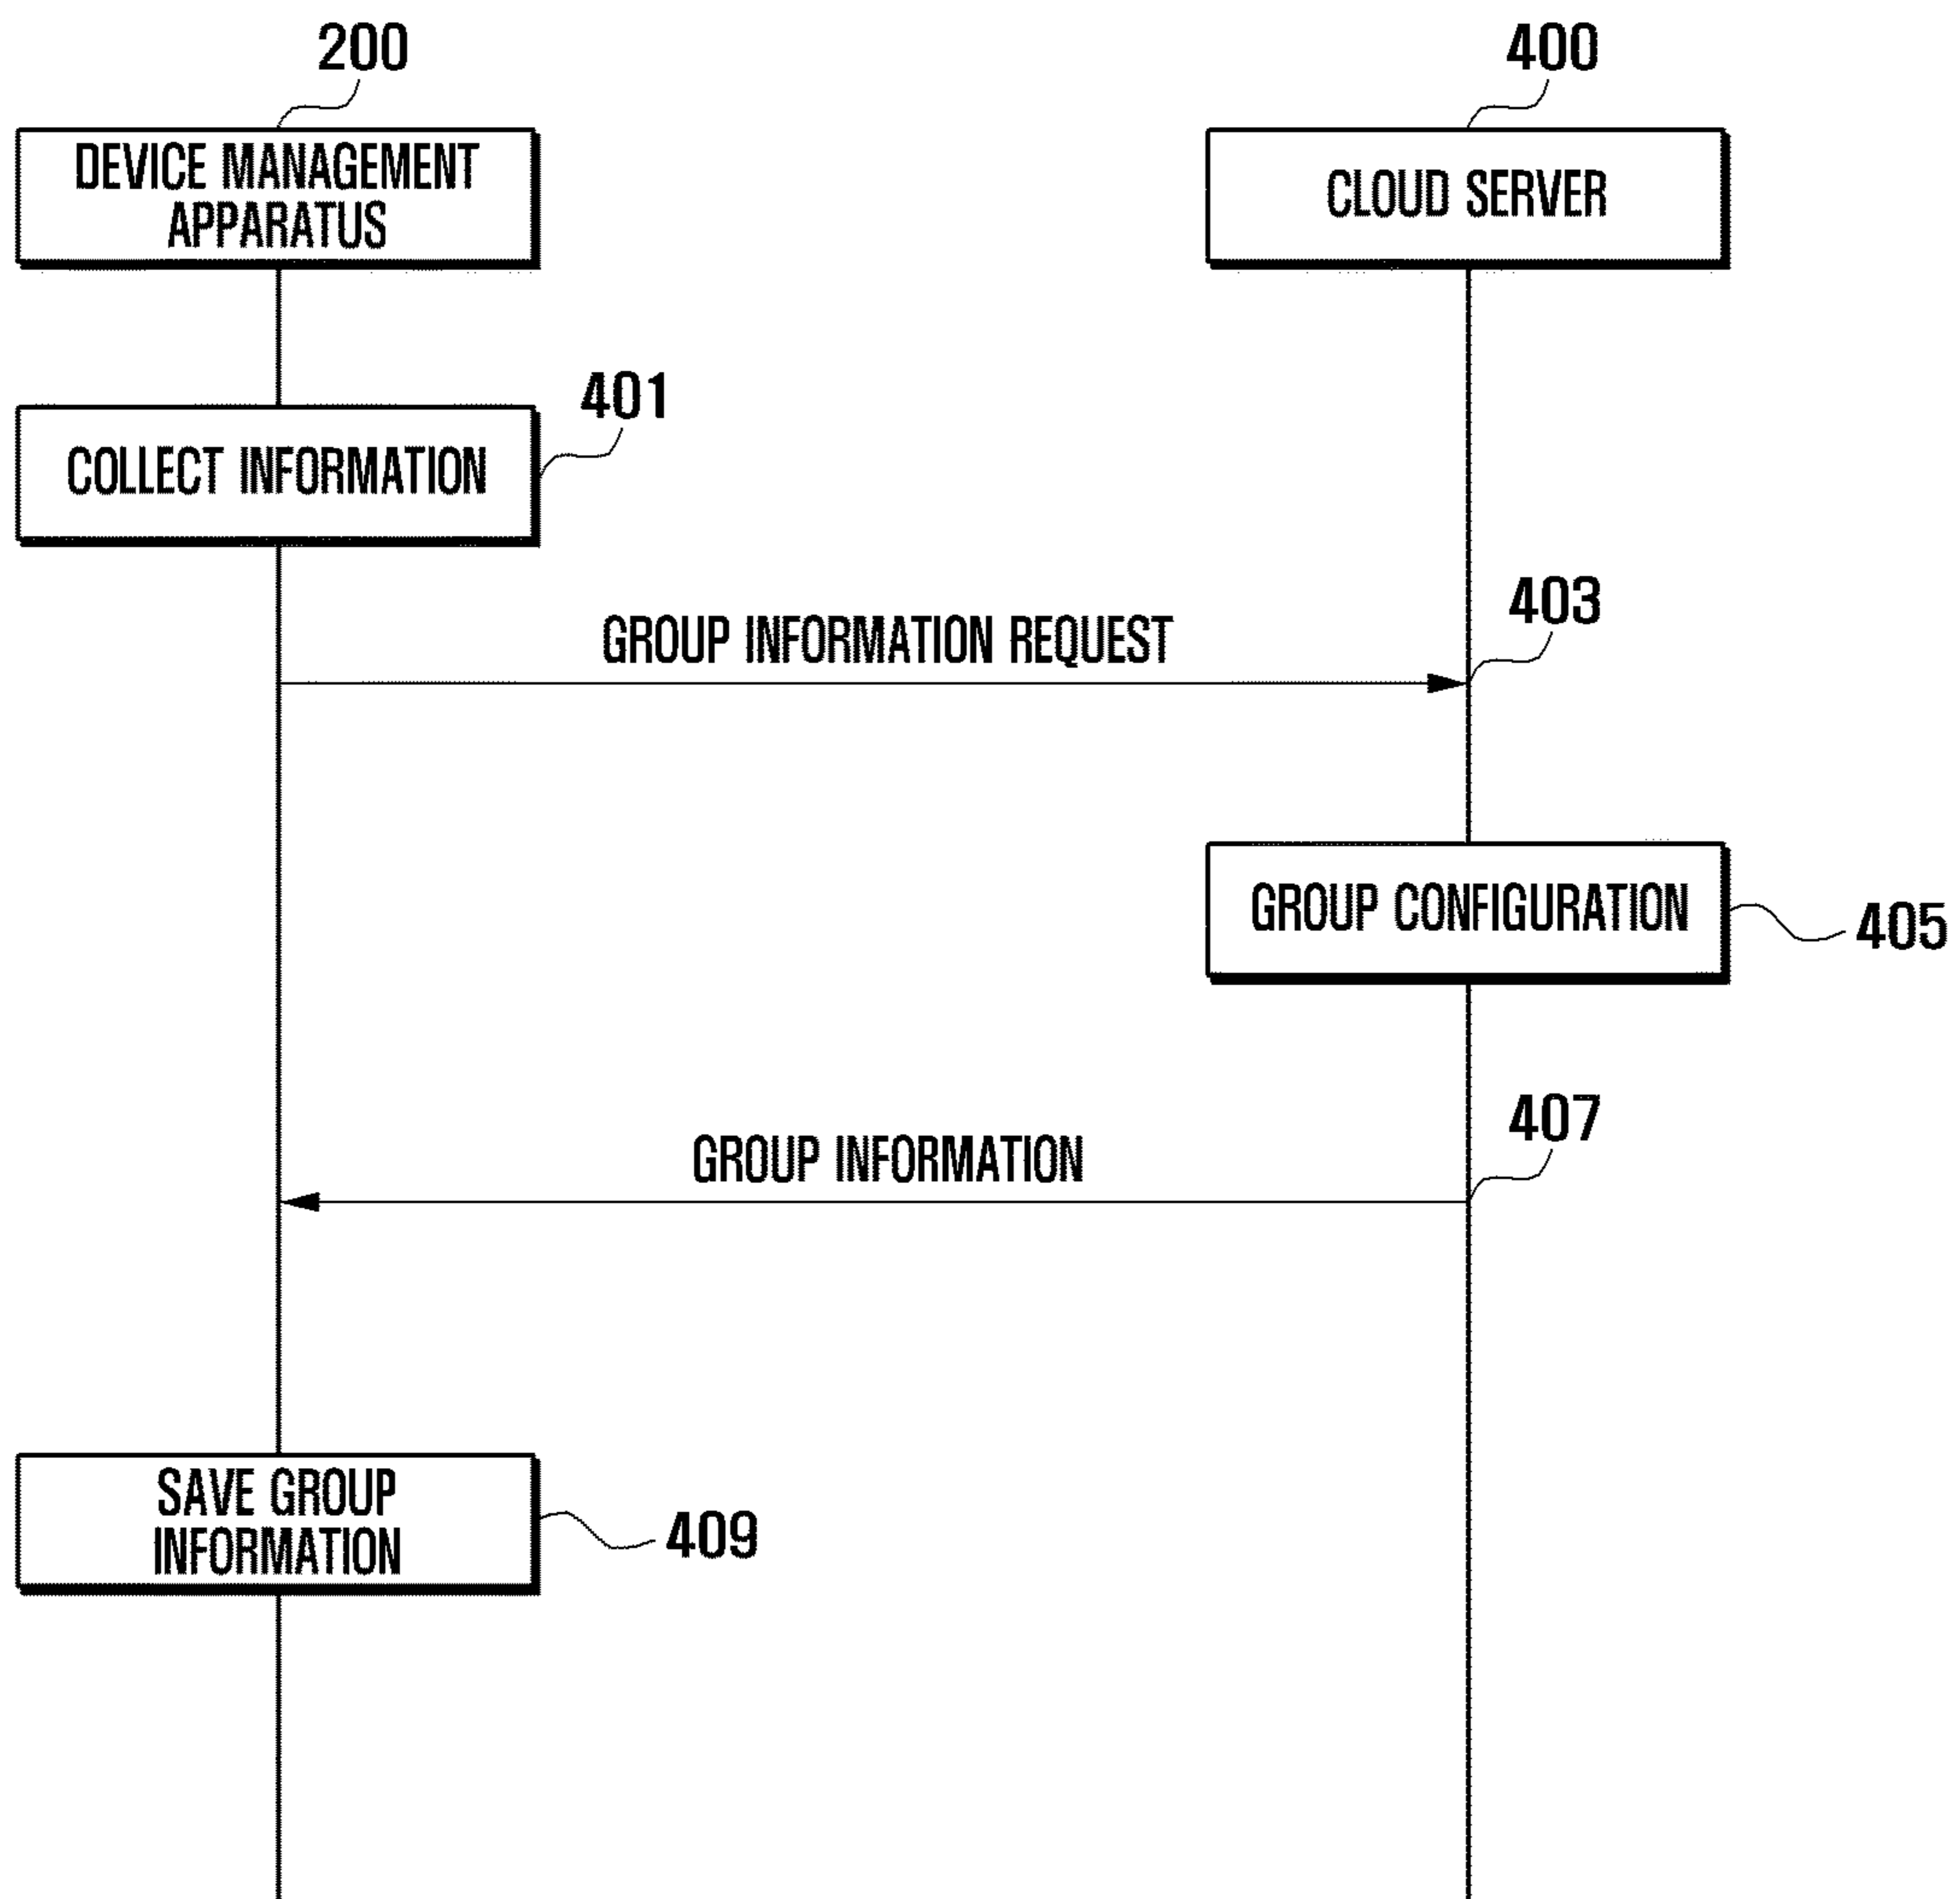 200
400
DEVICE MANAGEMENT
APPARATUS
CLOUD SERVER
401
COLLECT INFORMATION
403
GROUP INFORMATION REQUEST
GROUP CONFIGURATION
405
407
GROUP INFORMATION
SAVE GROUP
INFORMATION
409